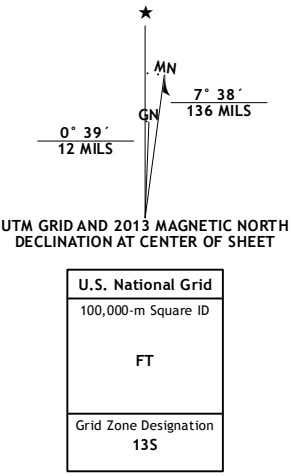 ★
MN
7° 38´
136 MILS
GN
0° 39´
12 MILS
UTM GRID AND 2013 MAGNETIC NORTH
DECLINATION AT CENTER OF SHEET
U.S. National Grid
100,000-m Square ID
FT
Grid Zone Designation
13S